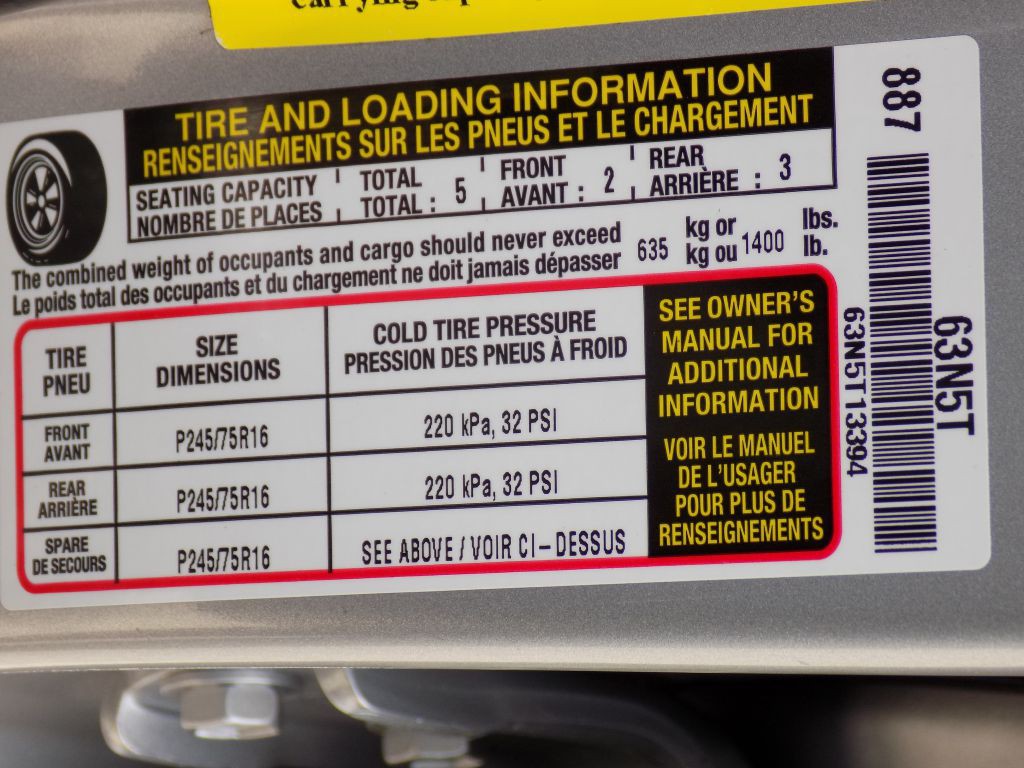 TIRE AND LOADING INFORMATION
RENSEIGNEMENTS SUR LES PNEUS ET LE CHARGEMENT
SEATING CAPACITY TOTAL 5 FRONT 2 REAR 3
NOMBRE DE PLACES TOTAL : AVANT : ARRIÈRE :
The combined weight of occupants and cargo should never exceed 635 kg or 1400 lbs.
Le poids total des occupants et du chargement ne doit jamais dépasser kg ou lb.
TIRE SIZE COLD TIRE PRESSURE
PNEU DIMENSIONS PRESSION DES PNEUS À FROID
FRONT P245/75R16 220 kPa, 32 PSI
AVANT
REAR P245/75R16 220 kPa, 32 PSI
ARRIÈRE
SPARE P245/75R16 SEE ABOVE / VOIR CI – DESSUS
DE SECOURS
SEE OWNER'S
MANUAL FOR
ADDITIONAL
INFORMATION
VOIR LE MANUEL
DE L'USAGER
POUR PLUS DE
RENSEIGNEMENTS
887
63N5T13394
63N5T